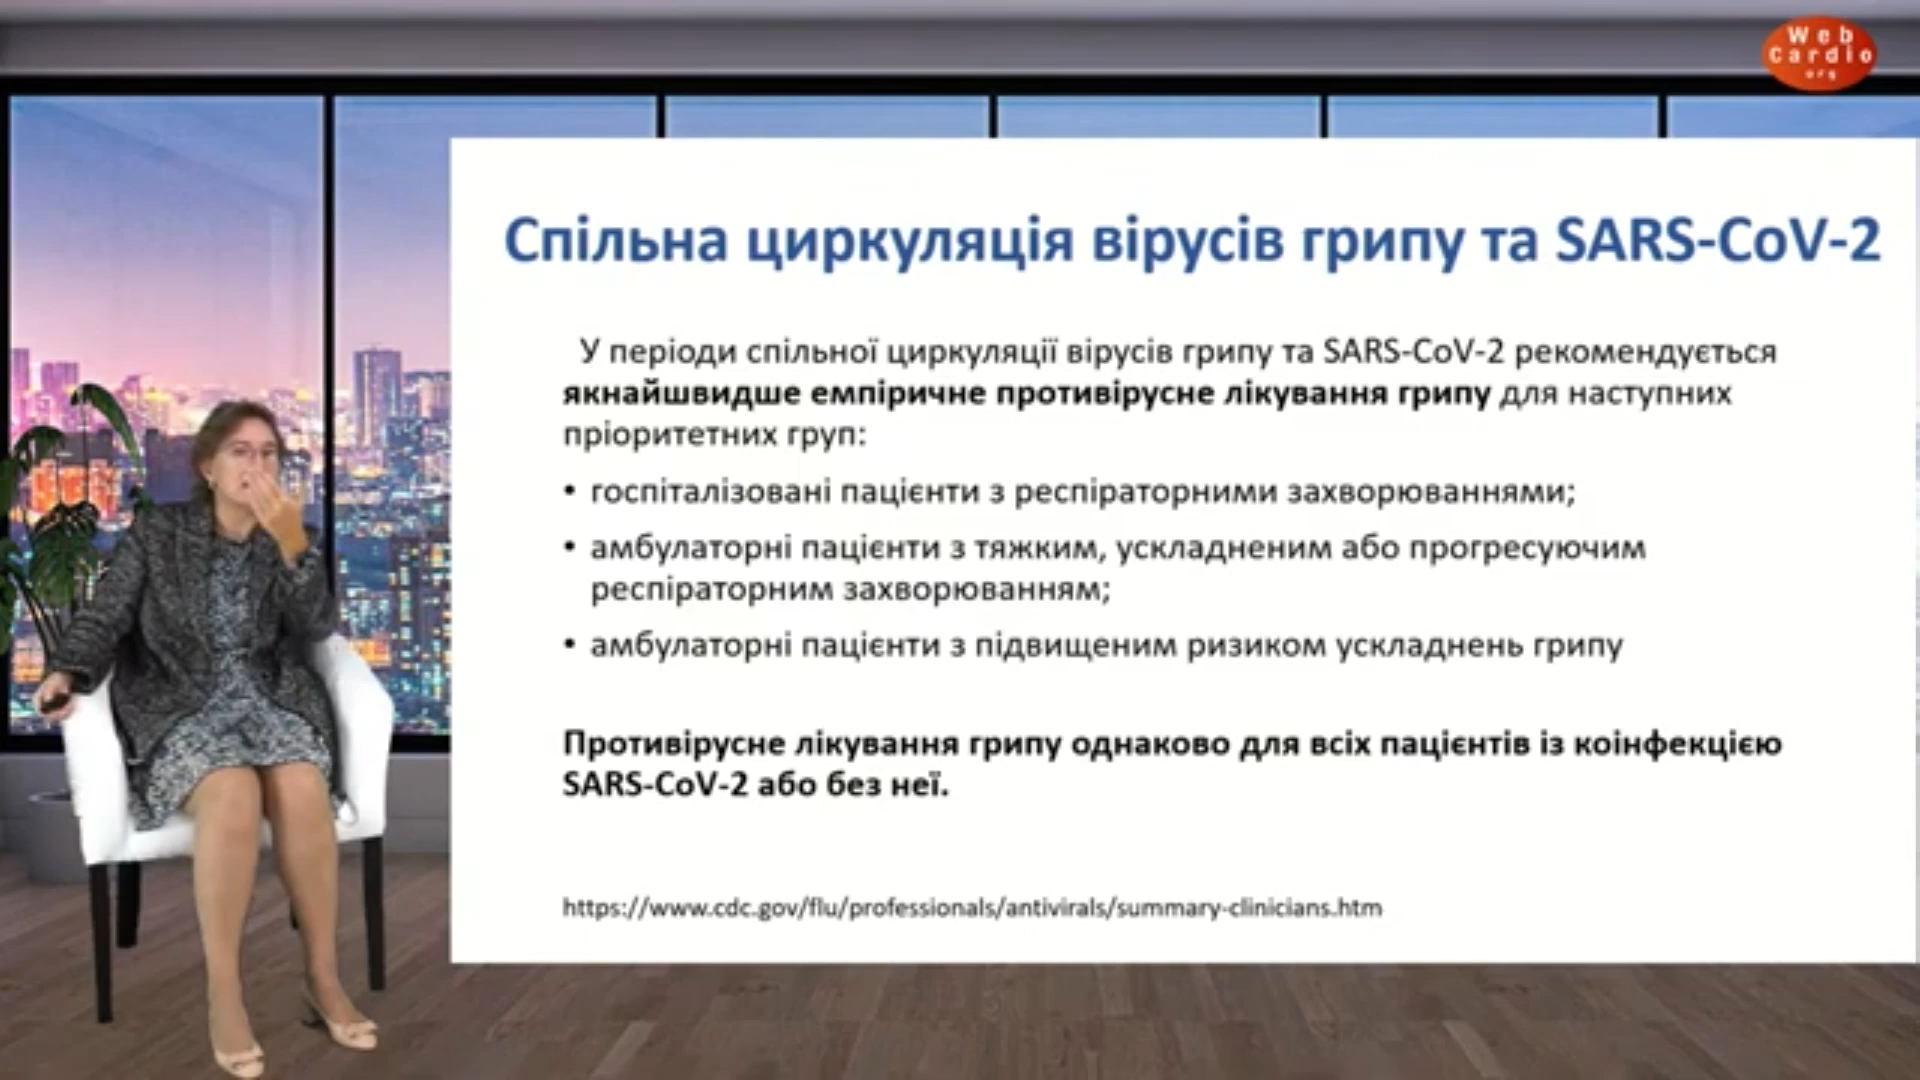 Web
Cardio
org
Спільна циркуляція вірусів грипу та SARS-CoV-2
У періоди спільної циркуляції вірусів грипу та SARS-CoV-2 рекомендується
якнайшвидше емпіричне противірусне лікування грипу для наступних
пріоритетних груп:
• госпіталізовані пацієнти з респіраторними захворюваннями;
• амбулаторні пацієнти з тяжким, ускладненим або прогресуючим
респіраторним захворюванням;
• амбулаторні пацієнти з підвищеним ризиком ускладнень грипу
Противірусне лікування грипу однаково для всіх пацієнтів із коінфекцією
SARS-CoV-2 або без неї.
https://www.cdc.gov/flu/professionals/antivirals/summary-clinicians.htm